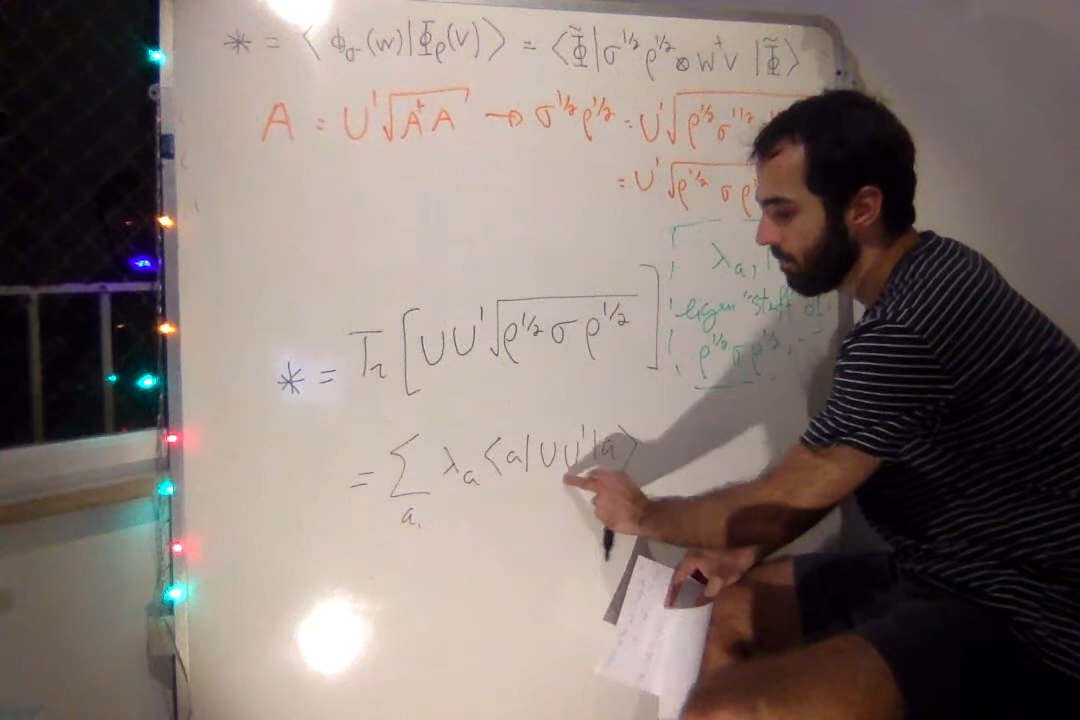 * = ⟨ϕ_σ(w)|Φ_ρ(V)⟩ = ⟨Φ̃|σ^{1/2} ρ^{1/2} ⊗ w^† V |Φ̃⟩
A = U' √(A^†A) → σ^{1/2} ρ^{1/2} = U' √(ρ^{1/2} σ^{1/2}
= U' √(ρ^{1/2} σ ρ
λ_a,
eigen "stuff" of
ρ^{1/2} σ ρ^{1/2}
* = Tr [ U U' √(ρ^{1/2} σ ρ^{1/2}) ]
= ∑_a λ_a ⟨a| U U' |a⟩